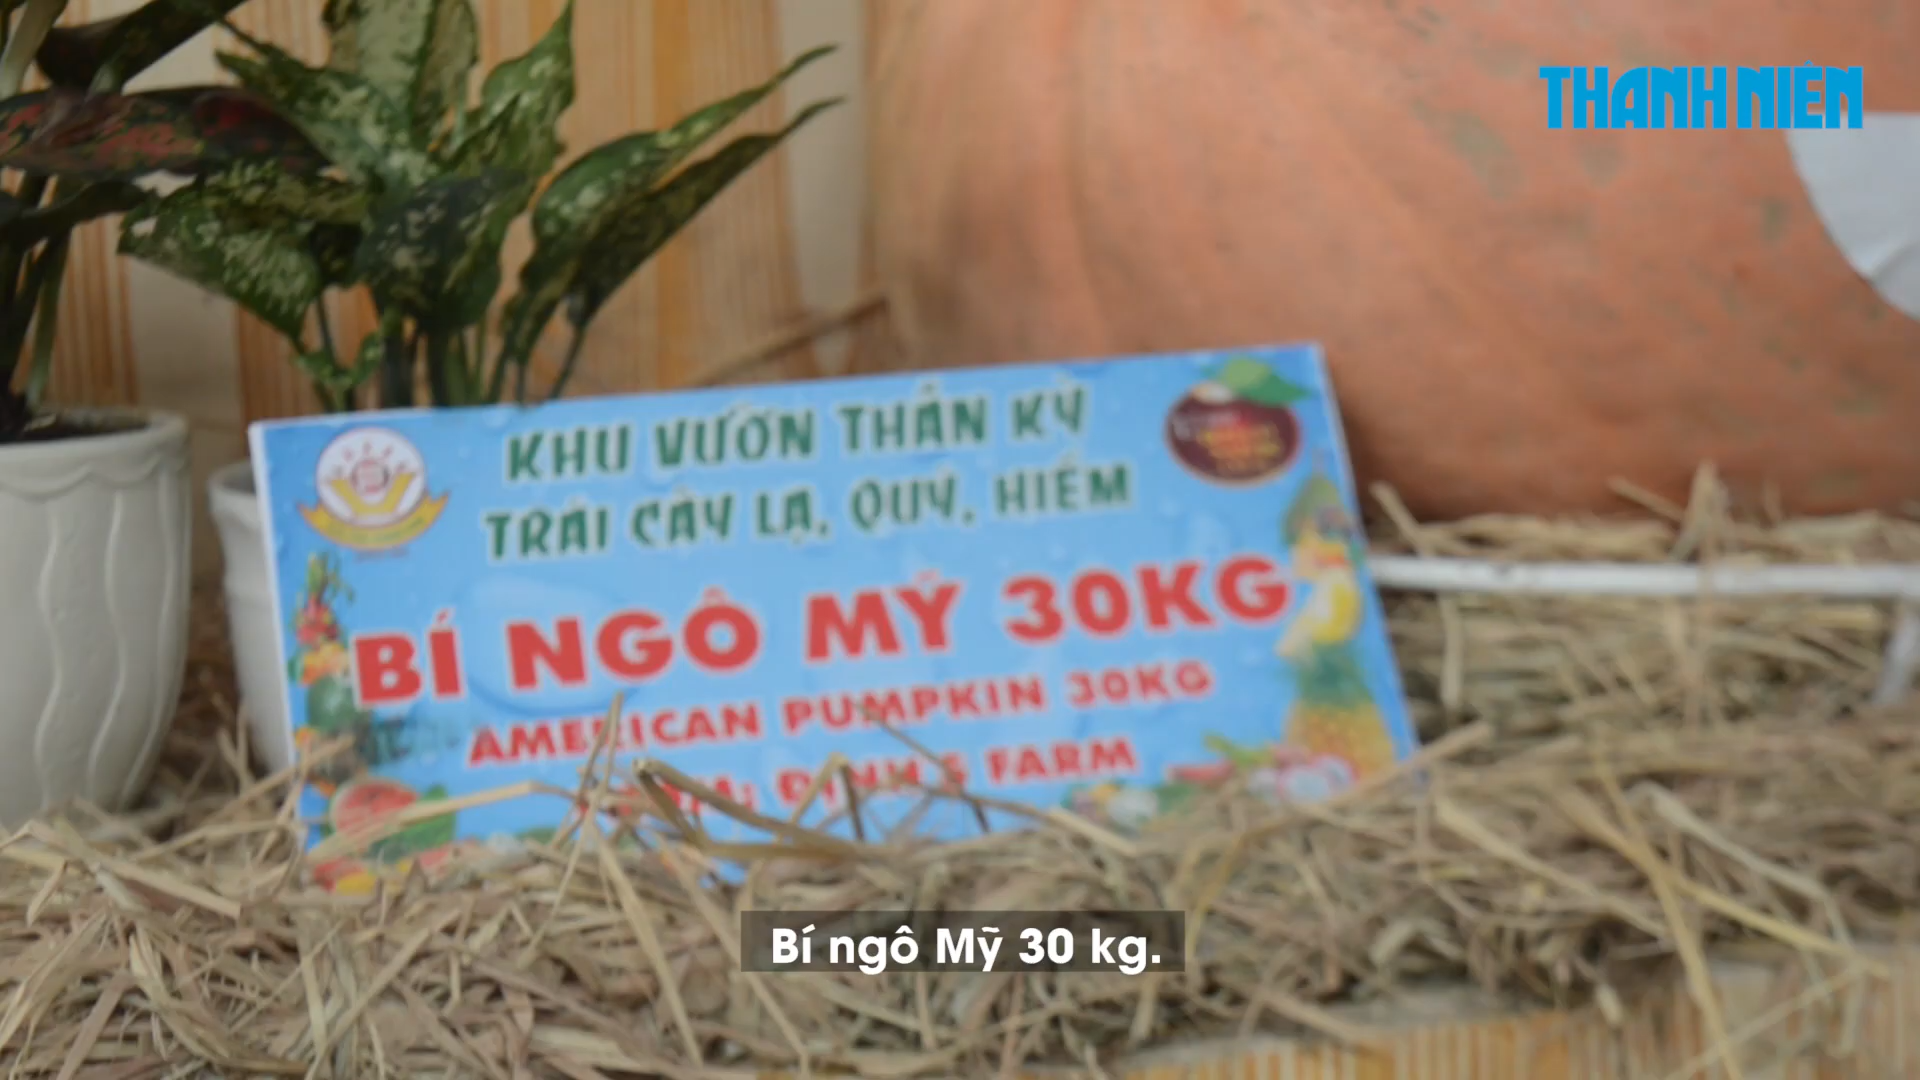 THANH NIÊN
KHU VƯỜN THẦN KỲ
TRÁI CÂY LẠ, QUÝ, HIẾM
BÍ NGÔ MỸ 30KG
AMERICAN PUMPKIN 30KG
FARM
Bí ngô Mỹ 30 kg.